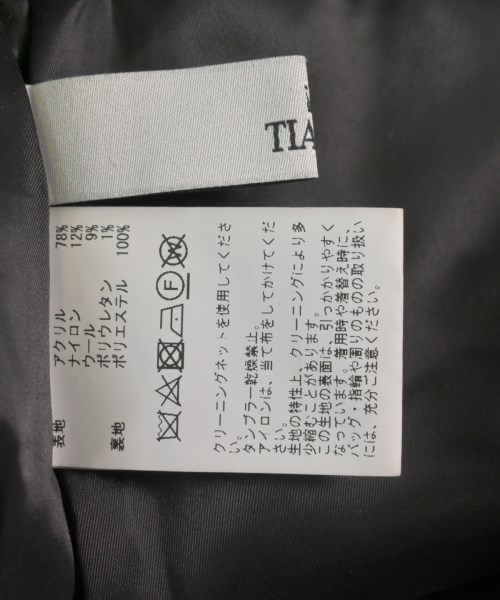 TIA
表地 アクリル 78%
ナイロン 12%
ウール 9%
ポリウレタン 1%
裏地 ポリエステル 100%
クリーニングネットを使用してくださ
い。
タンブラー乾燥禁止。
アイロンは、当て布をしてかけてくだ
さい。
生地の特性上、クリーニングにより多
少縮むことがあります。
この生地の表面は、引っかかりやすく
なっています。着用時や着替え時に、
バッグ・指輪や周りのものの取り扱い
には、充分ご注意ください。